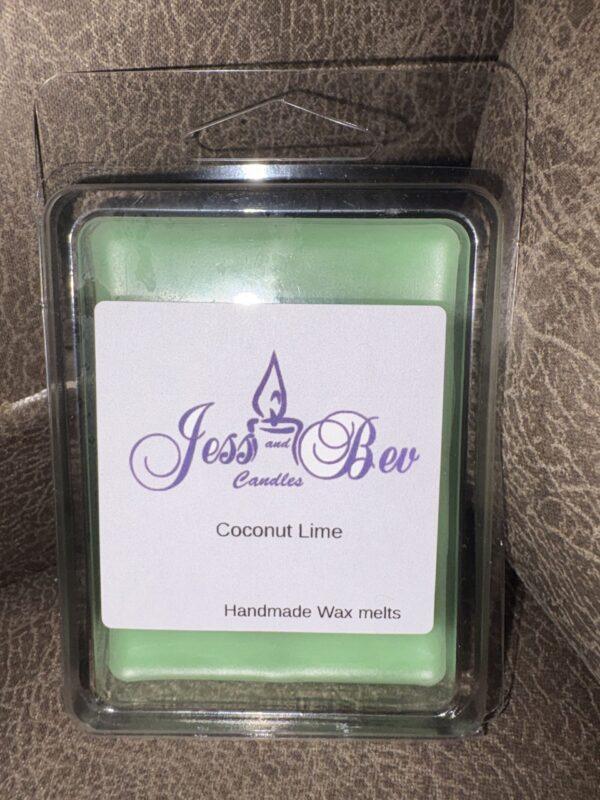 Jess and Bev
Candles
Coconut Lime
Handmade Wax melts